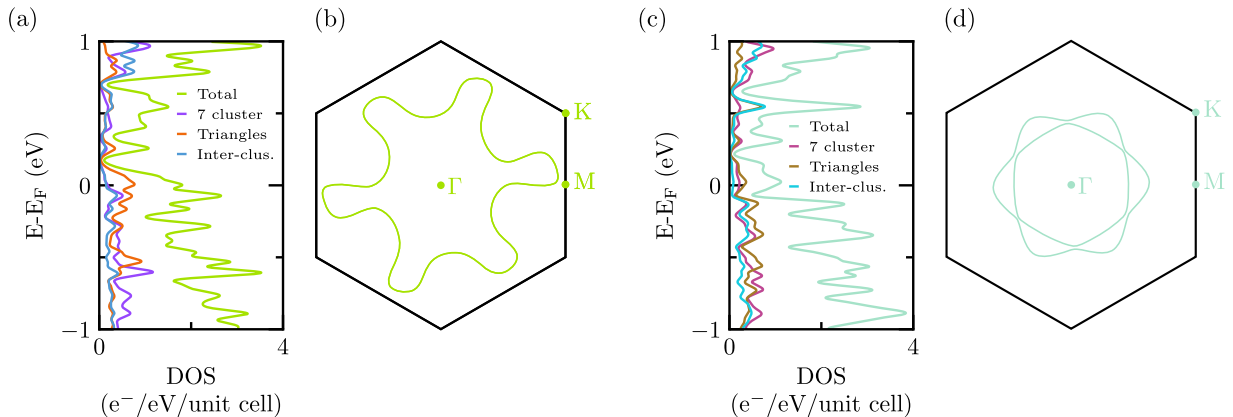 (a)
(b)
(c)
(d)
1
0
−1
E-E_F (eV)
Total
7 cluster
Triangles
Inter-clus.
0
4
DOS
(e⁻/eV/unit cell)
Γ
K
M
1
0
−1
E-E_F (eV)
Total
7 cluster
Triangles
Inter-clus.
0
4
DOS
(e⁻/eV/unit cell)
Γ
K
M